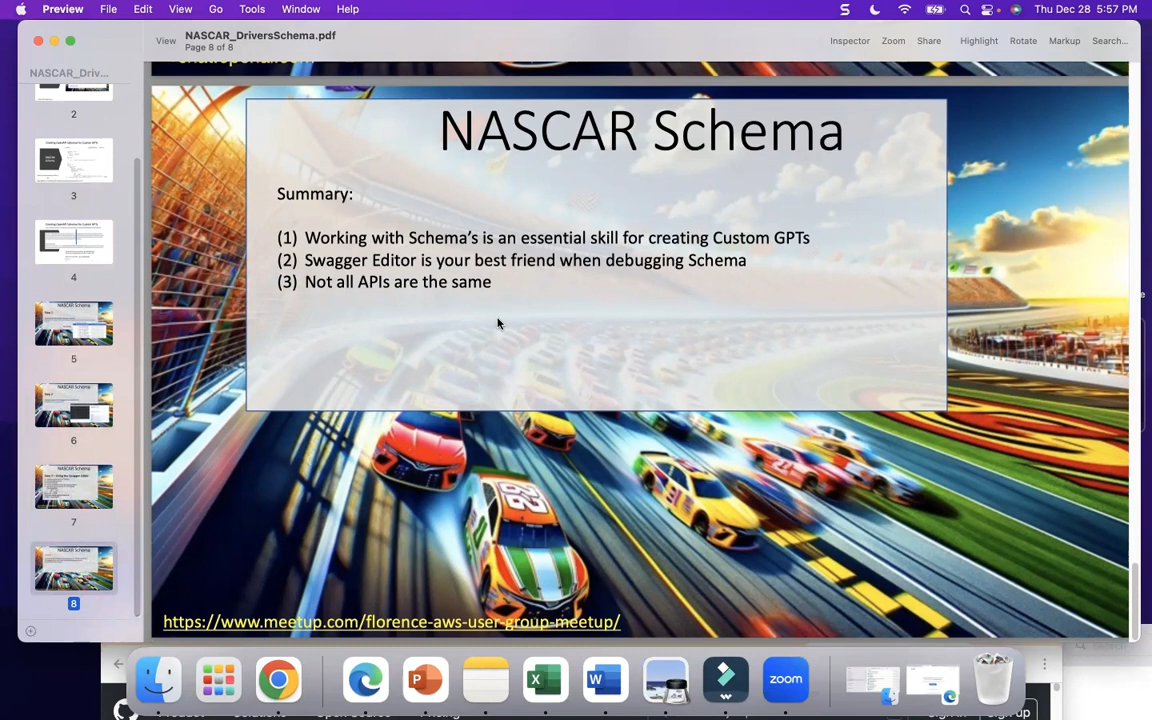 Preview File Edit View Go Tools Window Help Thu Dec 28 5:57 PM
NASCAR_DriversSchema.pdf
Page 8 of 8
View
Inspector Zoom Share Highlight Rotate Markup Search...
NASCAR_Driv...
2
3
4
5
6
7
8
NASCAR Schema
Summary:
(1) Working with Schema's is an essential skill for creating Custom GPTs
(2) Swagger Editor is your best friend when debugging Schema
(3) Not all APIs are the same
https://www.meetup.com/florence-aws-user-group-meetup/
zoom